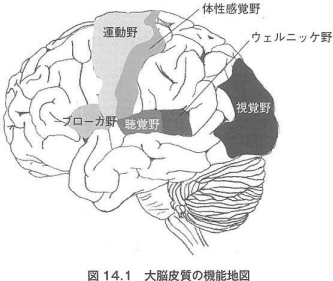 体性感覚野
運動野
ウェルニッケ野
視覚野
ブローカ野
聴覚野
図 14.1 大脳皮質の機能地図